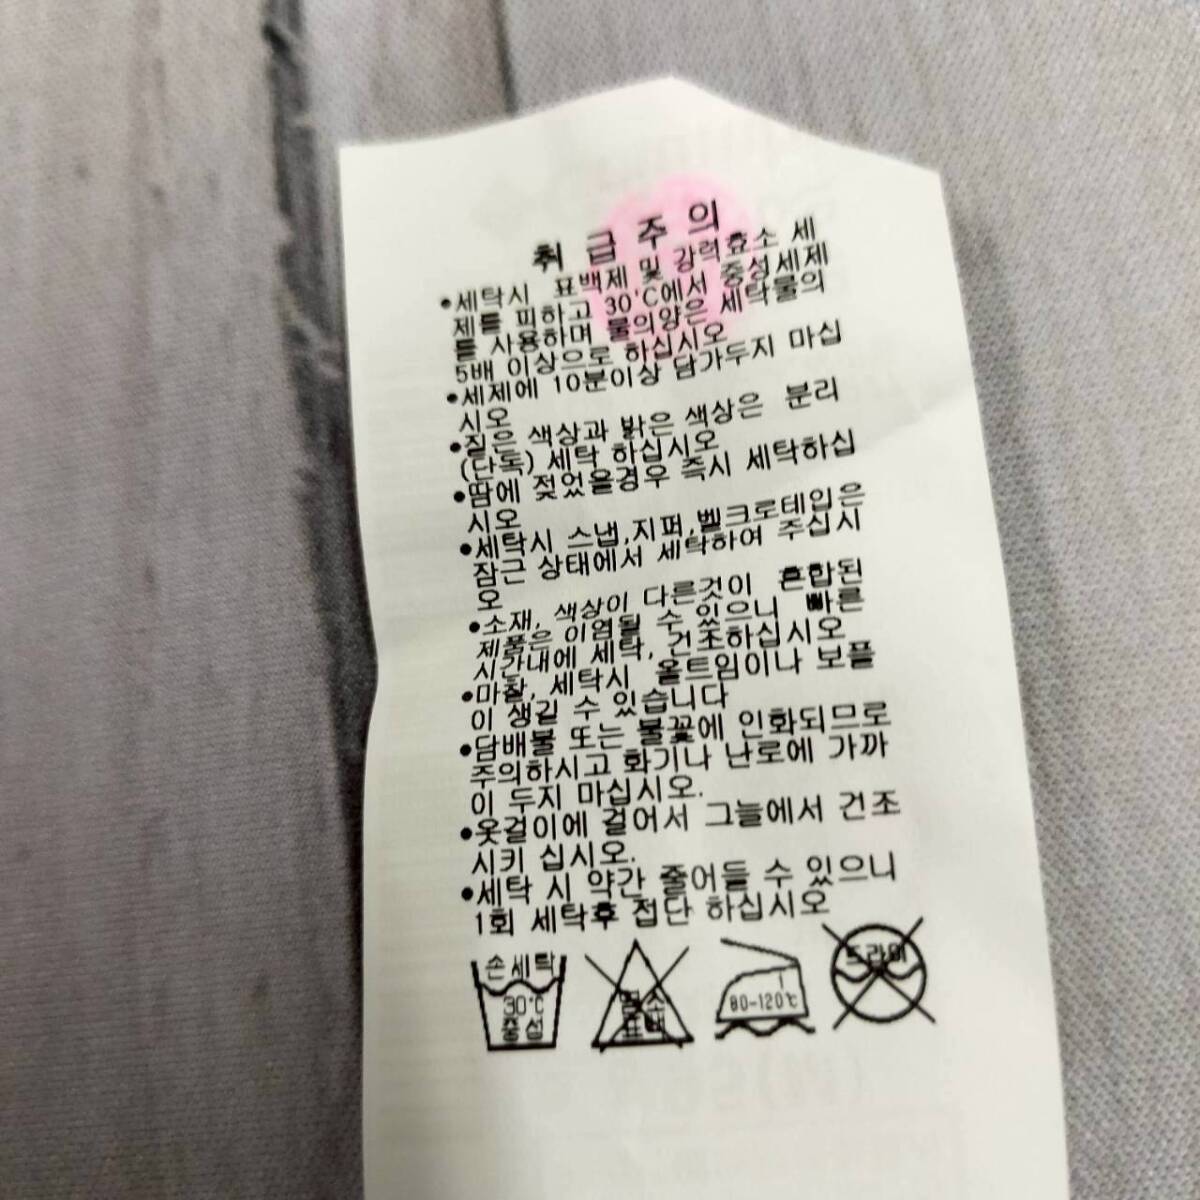 취 급 주 의
•세탁시 표백제 및 강력효소 세
제를 피하고 30'C에서 중성세제
를 사용하며 물의양은 세탁물의
5배 이상으로 하십시오
•세제에 10분이상 담가두지 마십
시오
•짙은 색상과 밝은 색상은 분리
(단독) 세탁 하십시오
•땀에 젖었을경우 즉시 세탁하십
시오
•세탁시 스냅,지퍼,벨크로테입은
잠근 상태에서 세탁하여 주십시
오
•소재, 색상이 다른것이 혼합된
제품은 이염될 수 있으니 빠른
시간내에 세탁, 건조하십시오
•마찰, 세탁시 올트임이나 보플
이 생길 수 있습니다
•담배불 또는 불꽃에 인화되므로
주의하시고 화기나 난로에 가까
이 두지 마십시오.
•옷걸이에 걸어서 그늘에서 건조
시키 십시오.
•세탁 시 약간 줄어들 수 있으니
1회 세탁후 접단 하십시오
손세탁 30°C 중성
염소 표백
80-120℃
드라이